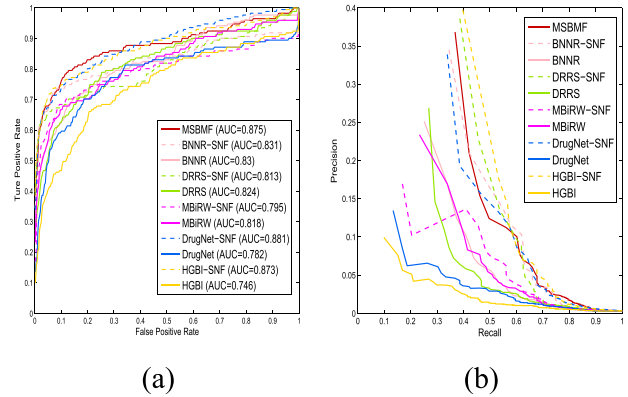 1
0.9
0.8
0.7
0.6
0.5
0.4
0.3
0.2
0.1
0
Ture Positive Rate
MSBMF (AUC=0.875)
BNNR-SNF (AUC=0.831)
BNNR (AUC=0.83)
DRRS-SNF (AUC=0.813)
DRRS (AUC=0.824)
MBiRW-SNF (AUC=0.795)
MBiRW (AUC=0.818)
DrugNet-SNF (AUC=0.881)
DrugNet (AUC=0.782)
HGBI-SNF (AUC=0.873)
HGBI (AUC=0.746)
0 0.1 0.2 0.3 0.4 0.5 0.6 0.7 0.8 0.9 1
False Positive Rate
(a)
0.4
0.35
0.3
0.25
0.2
0.15
0.1
0.05
0
Precision
MSBMF
BNNR-SNF
BNNR
DRRS-SNF
DRRS
MBiRW-SNF
MBiRW
DrugNet-SNF
DrugNet
HGBI-SNF
HGBI
0 0.1 0.2 0.3 0.4 0.5 0.6 0.7 0.8 0.9 1
Recall
(b)